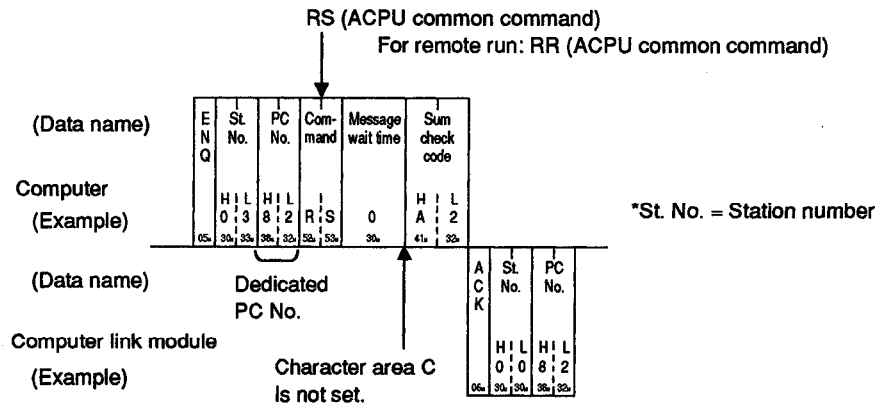 RS (ACPU common command)
For remote run: RR (ACPU common command)
(Data name)
E N Q
St. No.
PC No.
Com-mand
Message wait time
Sum check code
Computer
(Example)
H L H L H L
0 3 8 2 R S 0 A 2
05H 30H 33H 38H 32H 52H 53H 30H 41H 32H
*St. No. = Station number
(Data name)
Dedicated
PC No.
A C K
St. No.
PC No.
Computer link module
(Example)
Character area C
is not set.
H L H L
0 0 8 2
06H 30H 30H 38H 32H